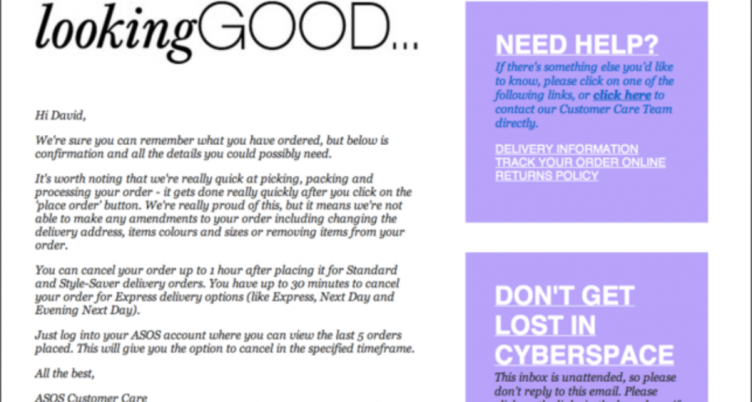 lookingGOOD...
Hi David,
We're sure you can remember what you have ordered, but below is
confirmation and all the details you could possibly need.
It's worth noting that we're really quick at picking, packing and
processing your order - it gets done really quickly after you click on the
'place order' button. We're really proud of this, but it means we're not
able to make any amendments to your order including changing the
delivery address, items colours and sizes or removing items from your
order.
You can cancel your order up to 1 hour after placing it for Standard
and Style-Saver delivery orders. You have up to 30 minutes to cancel
your order for Express delivery options (like Express, Next Day and
Evening Next Day).
Just log into your ASOS account where you can view the last 5 orders
placed. This will give you the option to cancel in the specified timeframe.
All the best,
ASOS Customer Care
NEED HELP?
If there's something else you'd like
to know, please click on one of the
following links, or click here to
contact our Customer Care Team
directly.
DELIVERY INFORMATION
TRACK YOUR ORDER ONLINE
RETURNS POLICY
DON'T GET
LOST IN
CYBERSPACE
This inbox is unattended, so please
don't reply to this email. Please